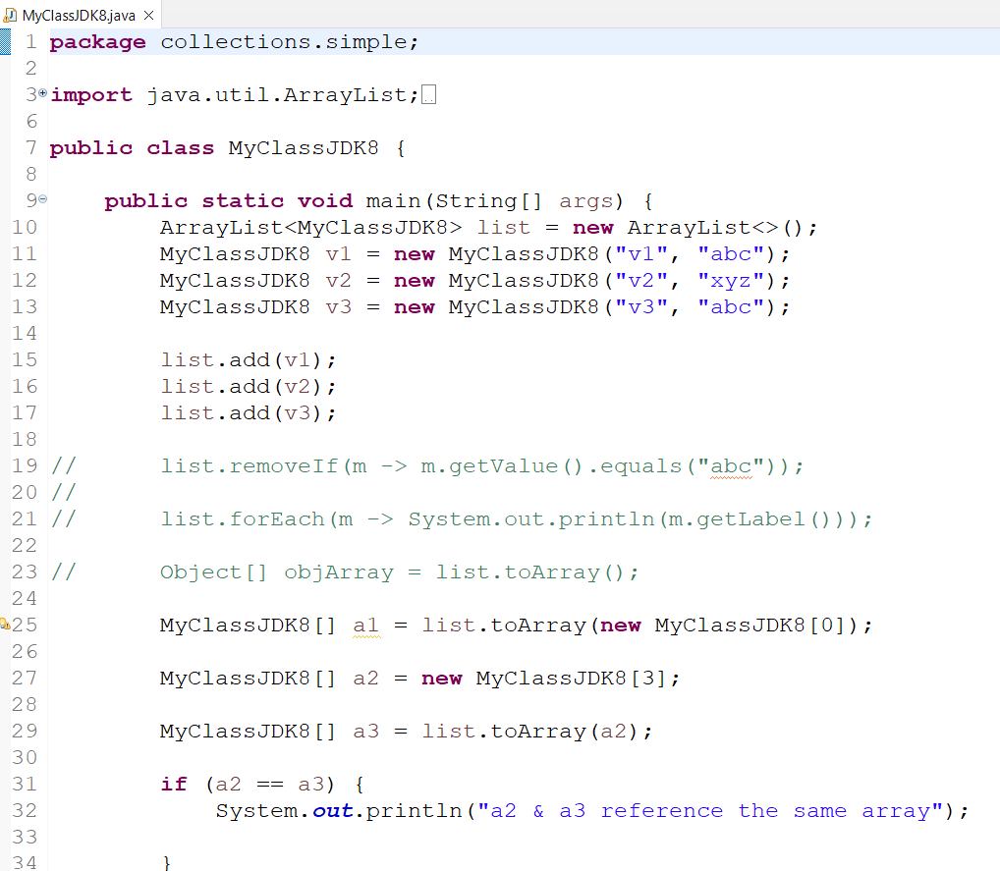 MyClassJDK8.java
1 package collections.simple;
2
3 import java.util.ArrayList;
6
7 public class MyClassJDK8 {
8
9     public static void main(String[] args) {
10         ArrayList<MyClassJDK8> list = new ArrayList<>();
11         MyClassJDK8 v1 = new MyClassJDK8("v1", "abc");
12         MyClassJDK8 v2 = new MyClassJDK8("v2", "xyz");
13         MyClassJDK8 v3 = new MyClassJDK8("v3", "abc");
14
15         list.add(v1);
16         list.add(v2);
17         list.add(v3);
18
19 //      list.removeIf(m -> m.getValue().equals("abc"));
20 //
21 //      list.forEach(m -> System.out.println(m.getLabel()));
22
23 //      Object[] objArray = list.toArray();
24
25         MyClassJDK8[] a1 = list.toArray(new MyClassJDK8[0]);
26
27         MyClassJDK8[] a2 = new MyClassJDK8[3];
28
29         MyClassJDK8[] a3 = list.toArray(a2);
30
31         if (a2 == a3) {
32             System.out.println("a2 & a3 reference the same array");
33
34         }